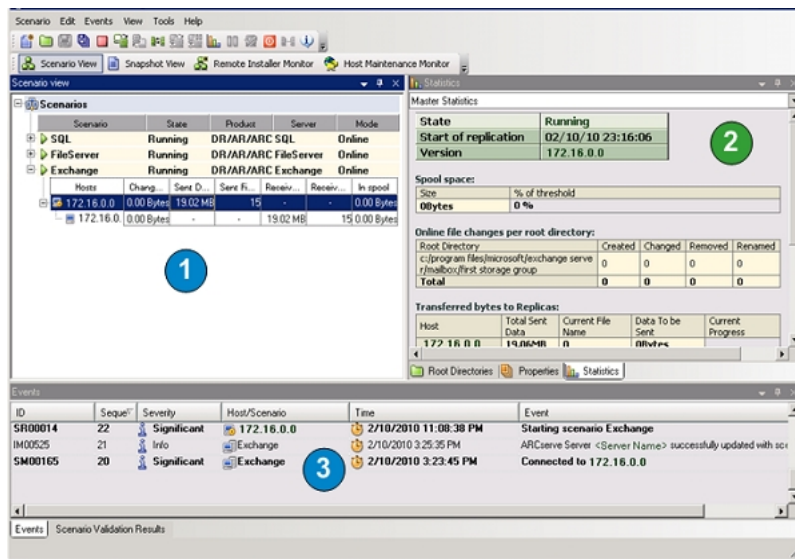 Scenario Edit Events View Tools Help
Scenario View Snapshot View Remote Installer Monitor Host Maintenance Monitor
Scenario view
Scenarios
Scenario State Product Server Mode
SQL Running DR/AR/ARC SQL Online
FileServer Running DR/AR/ARC FileServer Online
Exchange Running DR/AR/ARC Exchange Online
Hosts Chang... Sent D... Sent Fi... Receiv... Receiv... In spool
172.16.0.0 0.00 Bytes 19.02 MB 15 - - 0.00 Bytes
172.16.0. 0.00 Bytes - - 19.02 MB 15 0.00 Bytes
1
Statistics
Master Statistics
State Running
Start of replication 02/10/10 23:16:06
Version 172.16.0.0
2
Spool space:
Size % of threshold
0Bytes 0 %
Online file changes per root directory:
Root Directory Created Changed Removed Renamed
c:/program files/microsoft/exchange serve
r/mailbox/first storage group 0 0 0 0
Total 0 0 0 0
Transferred bytes to Replicas:
Host Total Sent Data Current File Name Data To be Sent Current Progress
172.16.0.0 19.06MB 0 0Bytes
Root Directories Properties Statistics
Events
ID Seque Severity Host/Scenario Time Event
SR00014 22 Significant 172.16.0.0 2/10/2010 11:08:38 PM Starting scenario Exchange
IM00525 21 Info Exchange 2/10/2010 3:25:35 PM ARCserve Server <Server Name> successfully updated with sce
SM00165 20 Significant Exchange 2/10/2010 3:23:45 PM Connected to 172.16.0.0
3
Events Scenario Validation Results